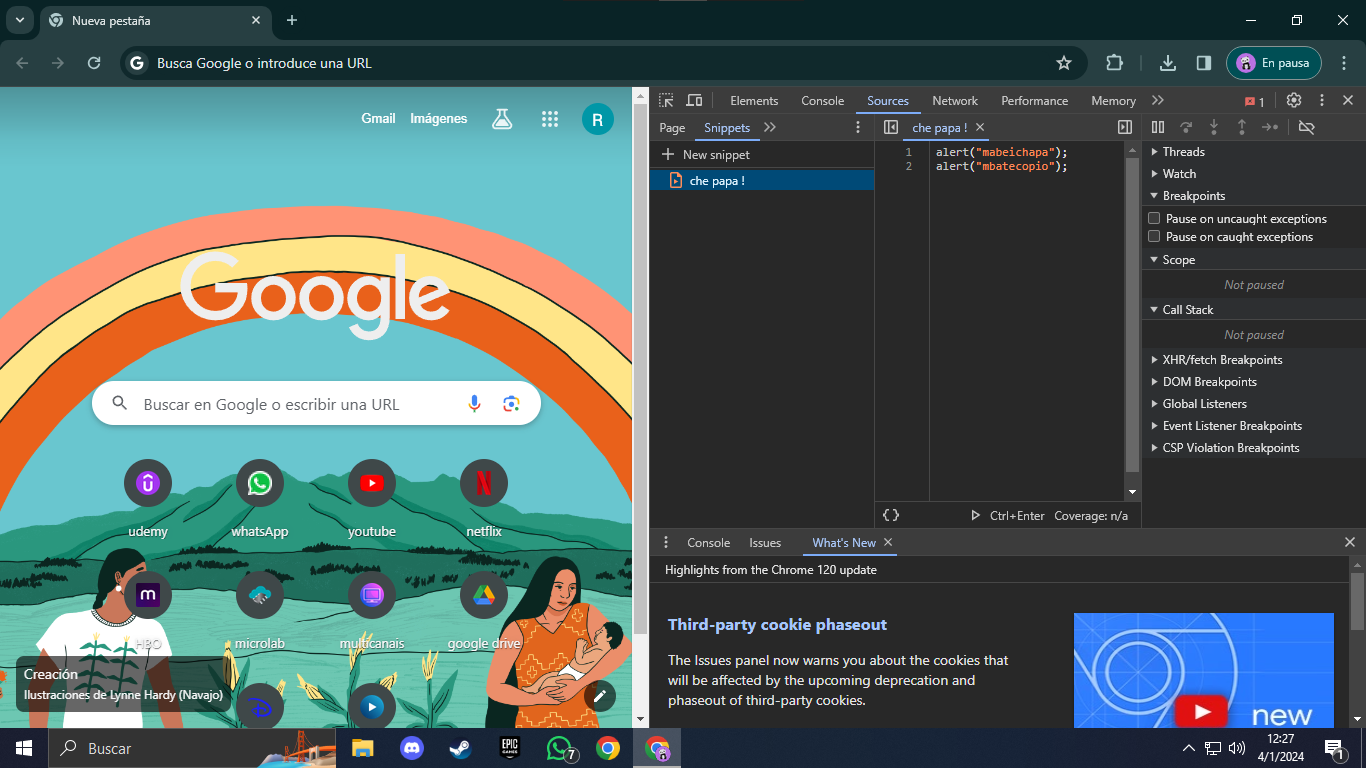 Nueva pestaña
Busca Google o introduce una URL
En pausa
Gmail
Imágenes
R
Google
Buscar en Google o escribir una URL
udemy
whatsApp
youtube
netflix
m
HBO
microlab
multicanais
google drive
Creación
Ilustraciones de Lynne Hardy (Navajo)
Elements
Console
Sources
Network
Performance
Memory
1
Page
Snippets
che papa !
New snippet
che papa !
1 alert("mabeichapa");
2 alert("mbatecopio");
{ }
Ctrl+Enter
Coverage: n/a
Threads
Watch
Breakpoints
Pause on uncaught exceptions
Pause on caught exceptions
Scope
Not paused
Call Stack
Not paused
XHR/fetch Breakpoints
DOM Breakpoints
Global Listeners
Event Listener Breakpoints
CSP Violation Breakpoints
Console
Issues
What's New
Highlights from the Chrome 120 update
Third-party cookie phaseout
The Issues panel now warns you about the cookies that
will be affected by the upcoming deprecation and
phaseout of third-party cookies.
new
Buscar
EPIC
GAMES
7
12:27
4/1/2024
1